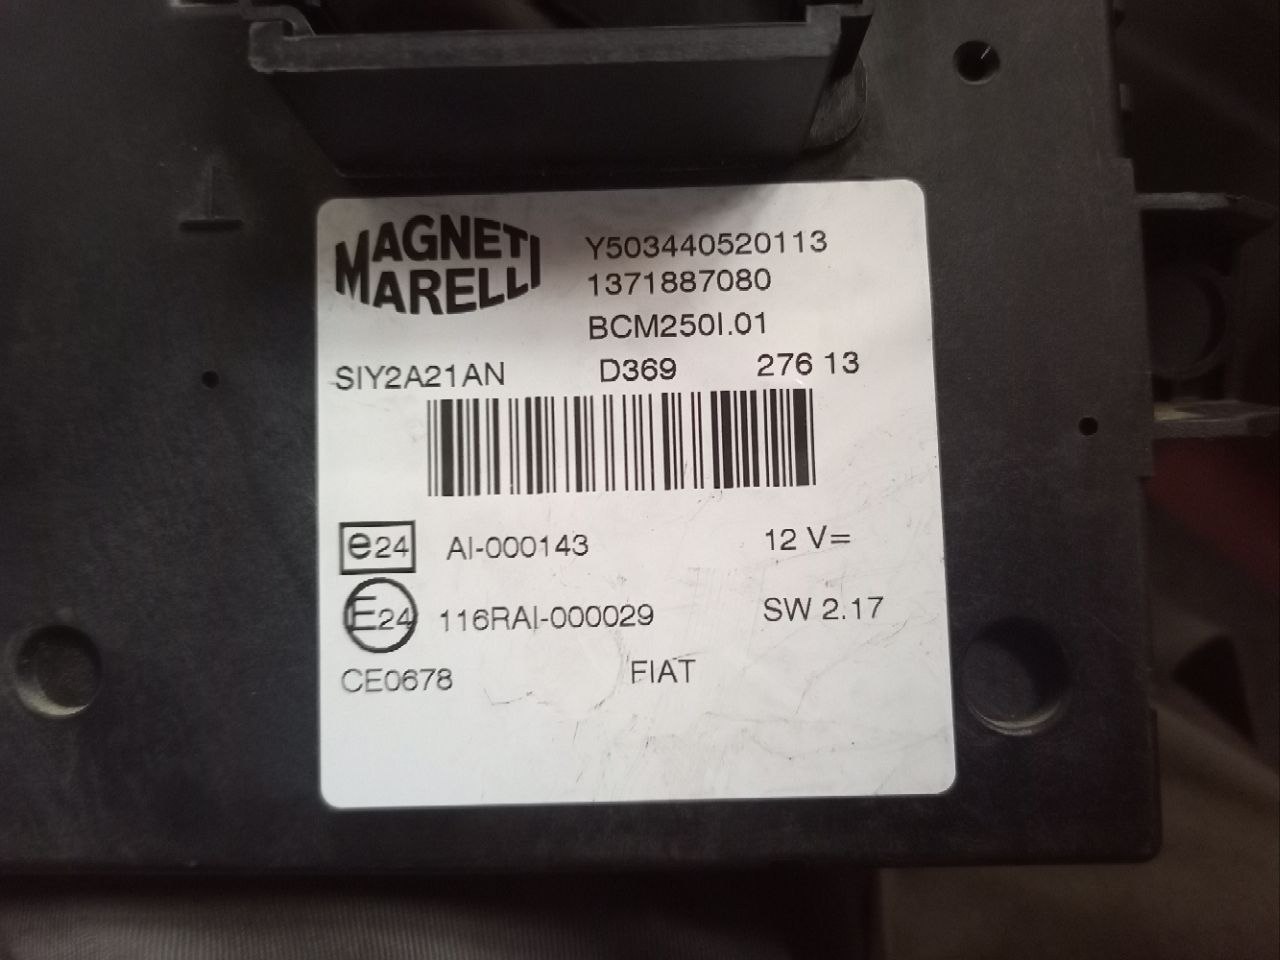 MAGNETI
MARELLI
Y503440520113
1371887080
BCM250I.01
SIY2A21AN D369 276 13
e24 AI-000143 12 V=
E24 116RAI-000029 SW 2.17
CE0678 FIAT